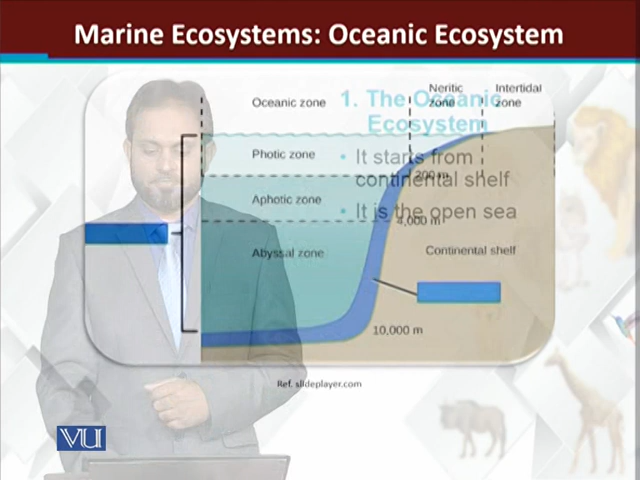 Marine Ecosystems: Oceanic Ecosystem
Oceanic zone
Neritic
zone
Intertidal
zone
1. The Oceanic
Ecosystem
Photic zone
• It starts from
continental shelf
200 m
Aphotic zone
• It is the open sea
4,000 m
Abyssal zone
Continental shelf
10,000 m
Ref. slideplayer.com
VU